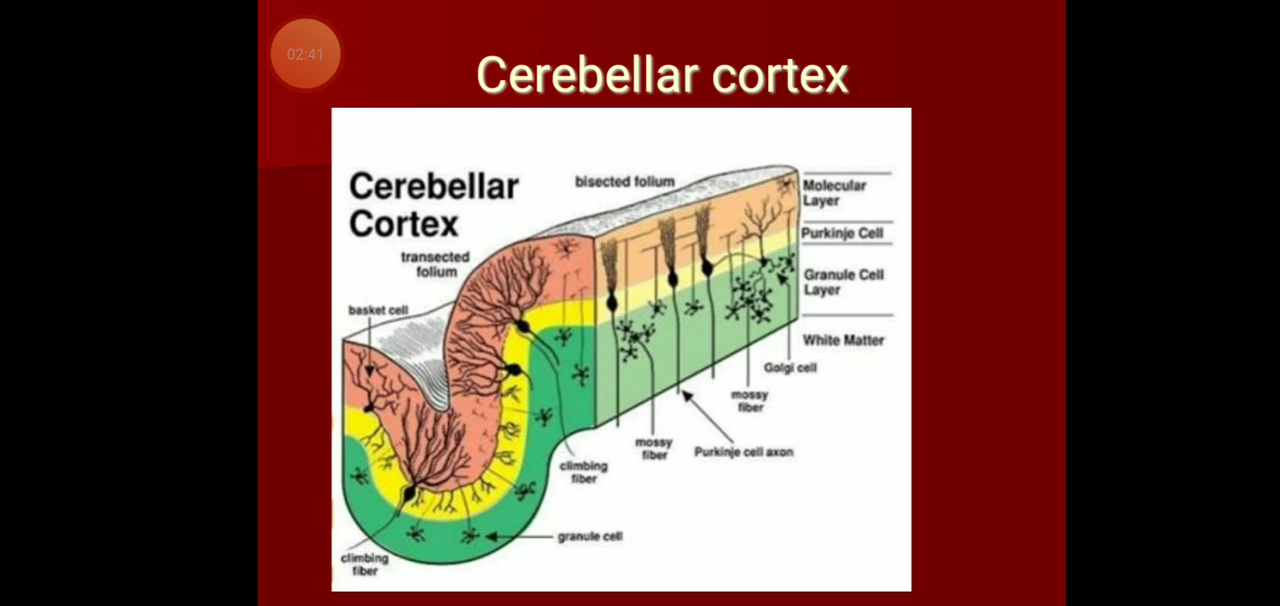 02:41
Cerebellar cortex
Cerebellar
Cortex
bisected folium
Molecular
Layer
Purkinje Cell
transected
folium
Granule Cell
Layer
basket cell
White Matter
Golgi cell
mossy
fiber
mossy
fiber
Purkinje cell axon
climbing
fiber
granule cell
climbing
fiber